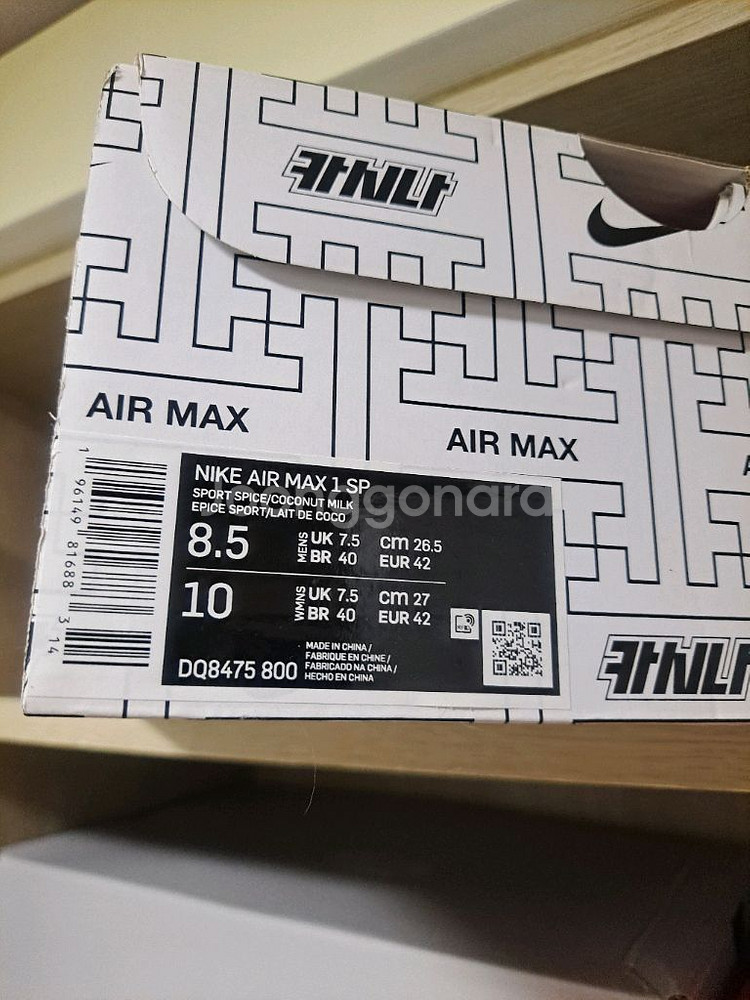 카시나
AIR MAX
AIR MAX
A
1 96149 81688 3 14
NIKE AIR MAX 1 SP
SPORT SPICE/COCONUT MILK
EPICE SPORT/LAIT DE COCO
8.5 MENS UK 7.5 cm 26.5
BR 40 EUR 42
10 WMNS UK 7.5 cm 27
BR 40 EUR 42
MADE IN CHINA /
FABRIQUE EN CHINE /
FABRICADO NA CHINA /
HECHO EN CHINA
DQ8475 800
카시나
joonggonara